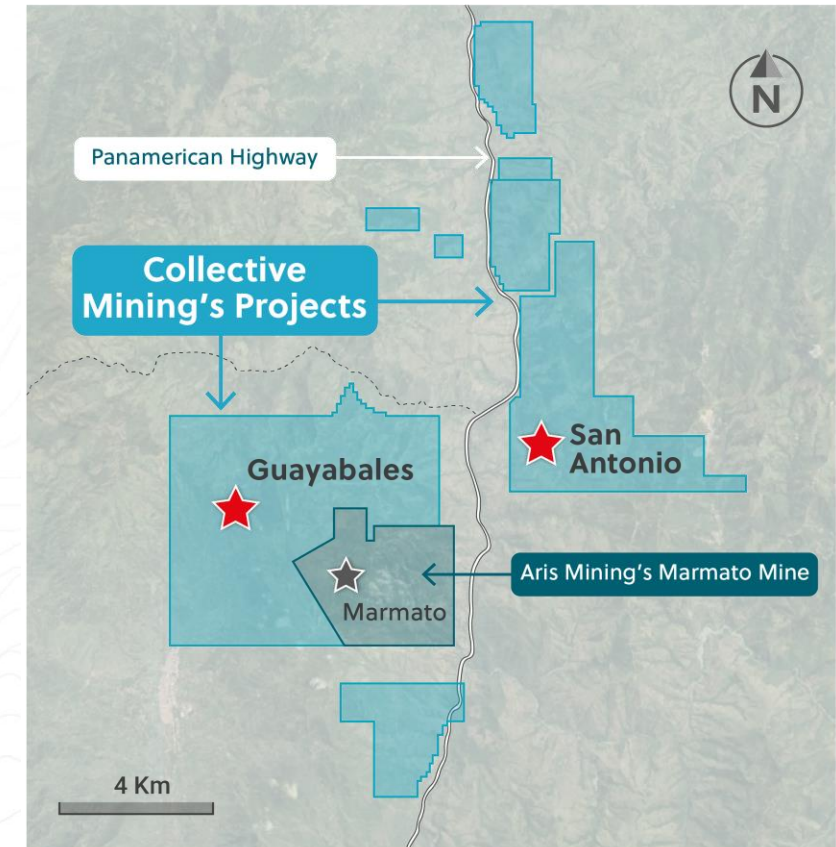 N
Panamerican Highway
Collective
Mining's Projects
San
Antonio
Guayabales
Aris Mining's Marmato Mine
Marmato
4 Km